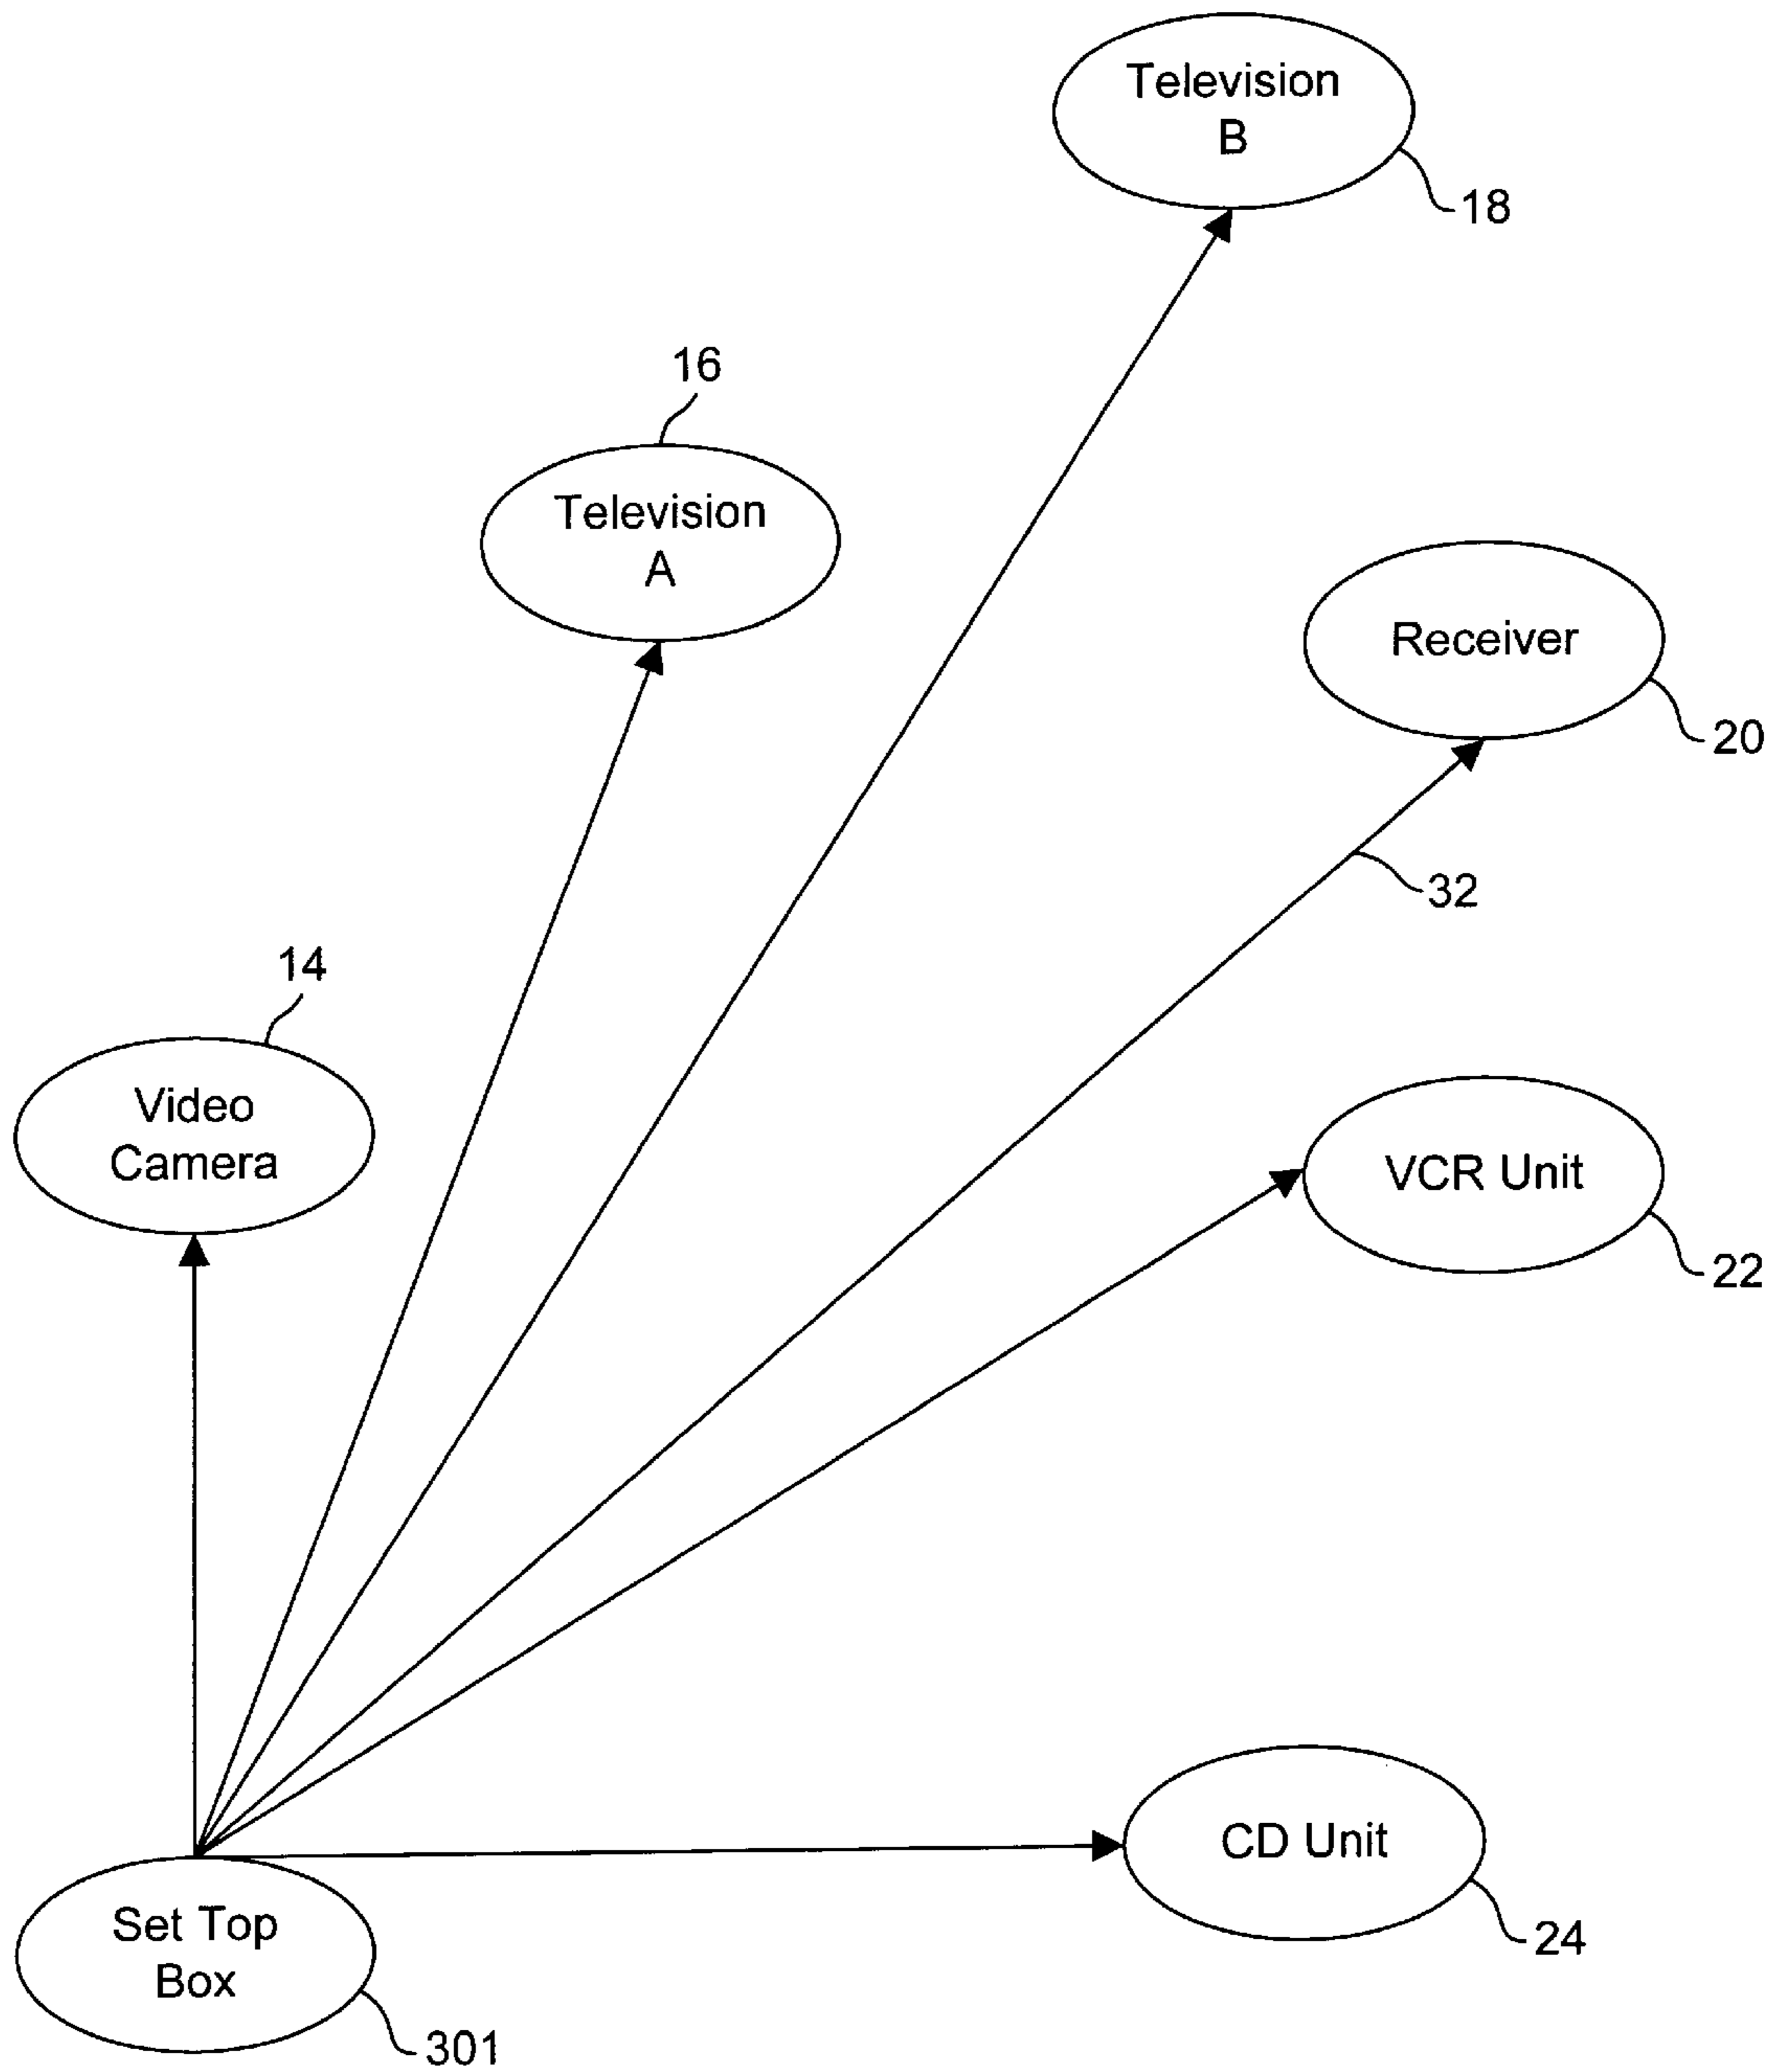 Television
B
18
16
Television
A
Receiver
20
32
14
Video
Camera
VCR Unit
22
CD Unit
24
Set Top
Box
301